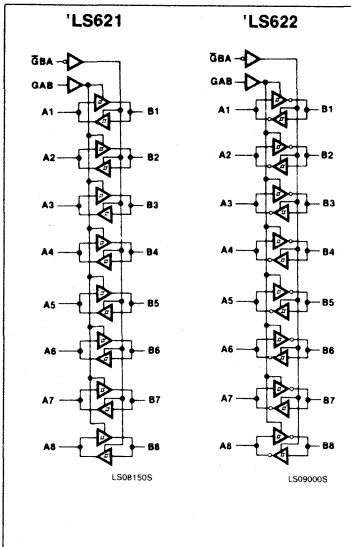 'LS621
G̅BA
GAB
A1 B1
A2 B2
A3 B3
A4 B4
A5 B5
A6 B6
A7 B7
A8 B8
LS08150S
'LS622
G̅BA
GAB
A1 B1
A2 B2
A3 B3
A4 B4
A5 B5
A6 B6
A7 B7
A8 B8
LS09000S